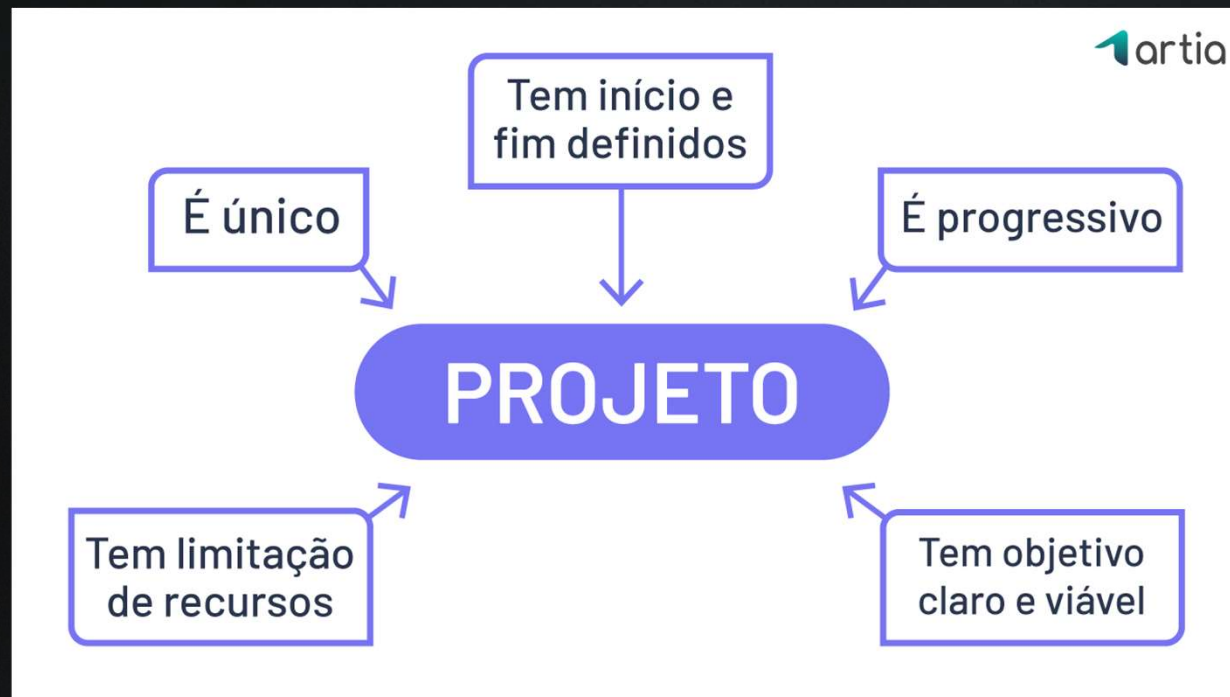 artia
Tem início e
fim definidos
É único
É progressivo
PROJETO
Tem limitação
de recursos
Tem objetivo
claro e viável